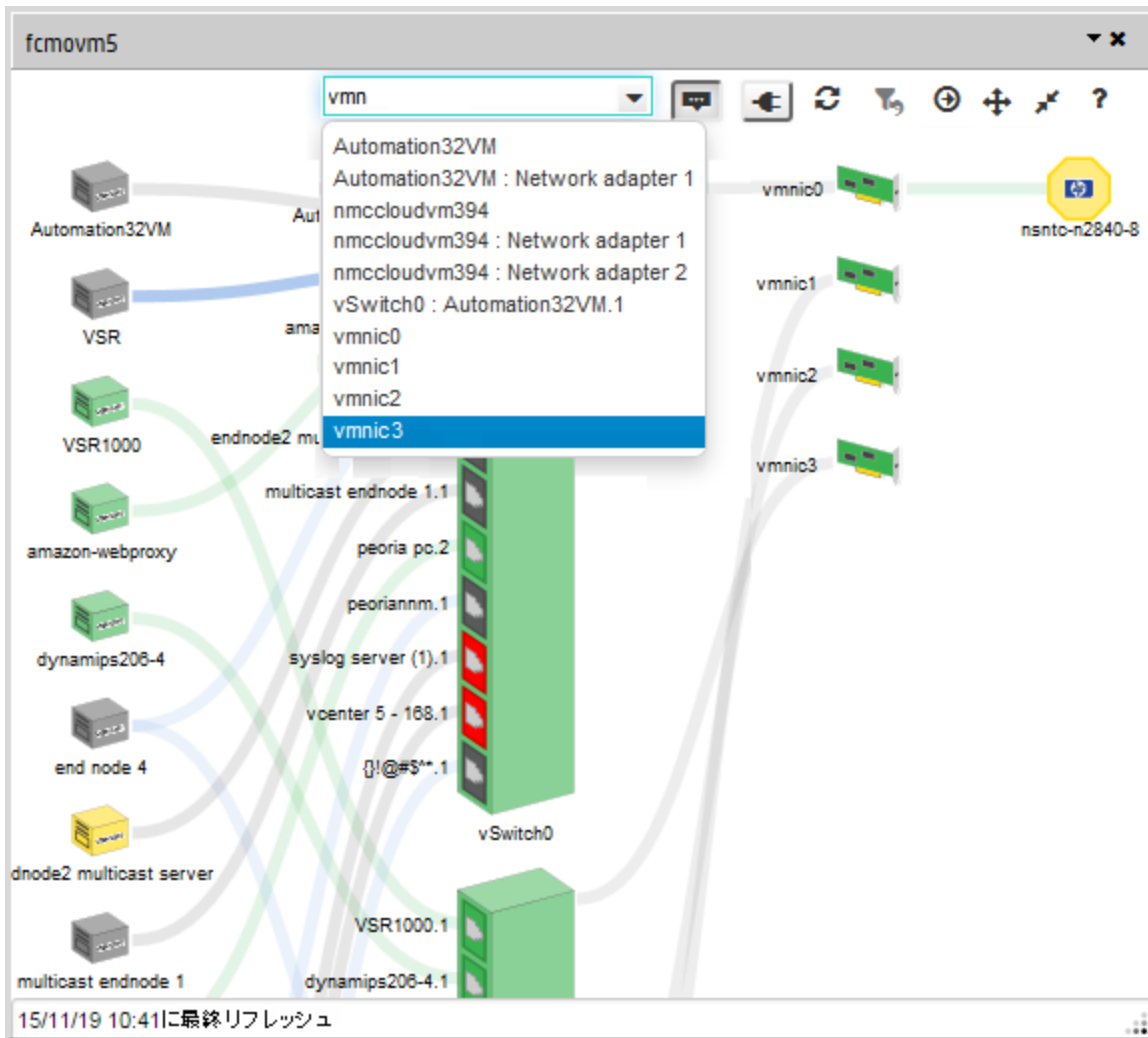 fcmovm5
vmn
Automation32VM
Automation32VM : Network adapter 1
nmccloudvm394
nmccloudvm394 : Network adapter 1
nmccloudvm394 : Network adapter 2
vSwitch0 : Automation32VM.1
vmnic0
vmnic1
vmnic2
vmnic3
Automation32VM
VSR
VSR1000
amazon-webproxy
dynamips206-4
end node 4
dnode2 multicast server
multicast endnode 1
Aut
ama
endnode2 mu
multicast endnode 1.1
peoria pc.2
peoriannm.1
syslog server (1).1
vcenter 5 - 168.1
{}!@#$^*.1
vSwitch0
VSR1000.1
dynamips206-4.1
vmnic0
vmnic1
vmnic2
vmnic3
nsntc-n2840-8
15/11/19 10:41に最終リフレッシュ